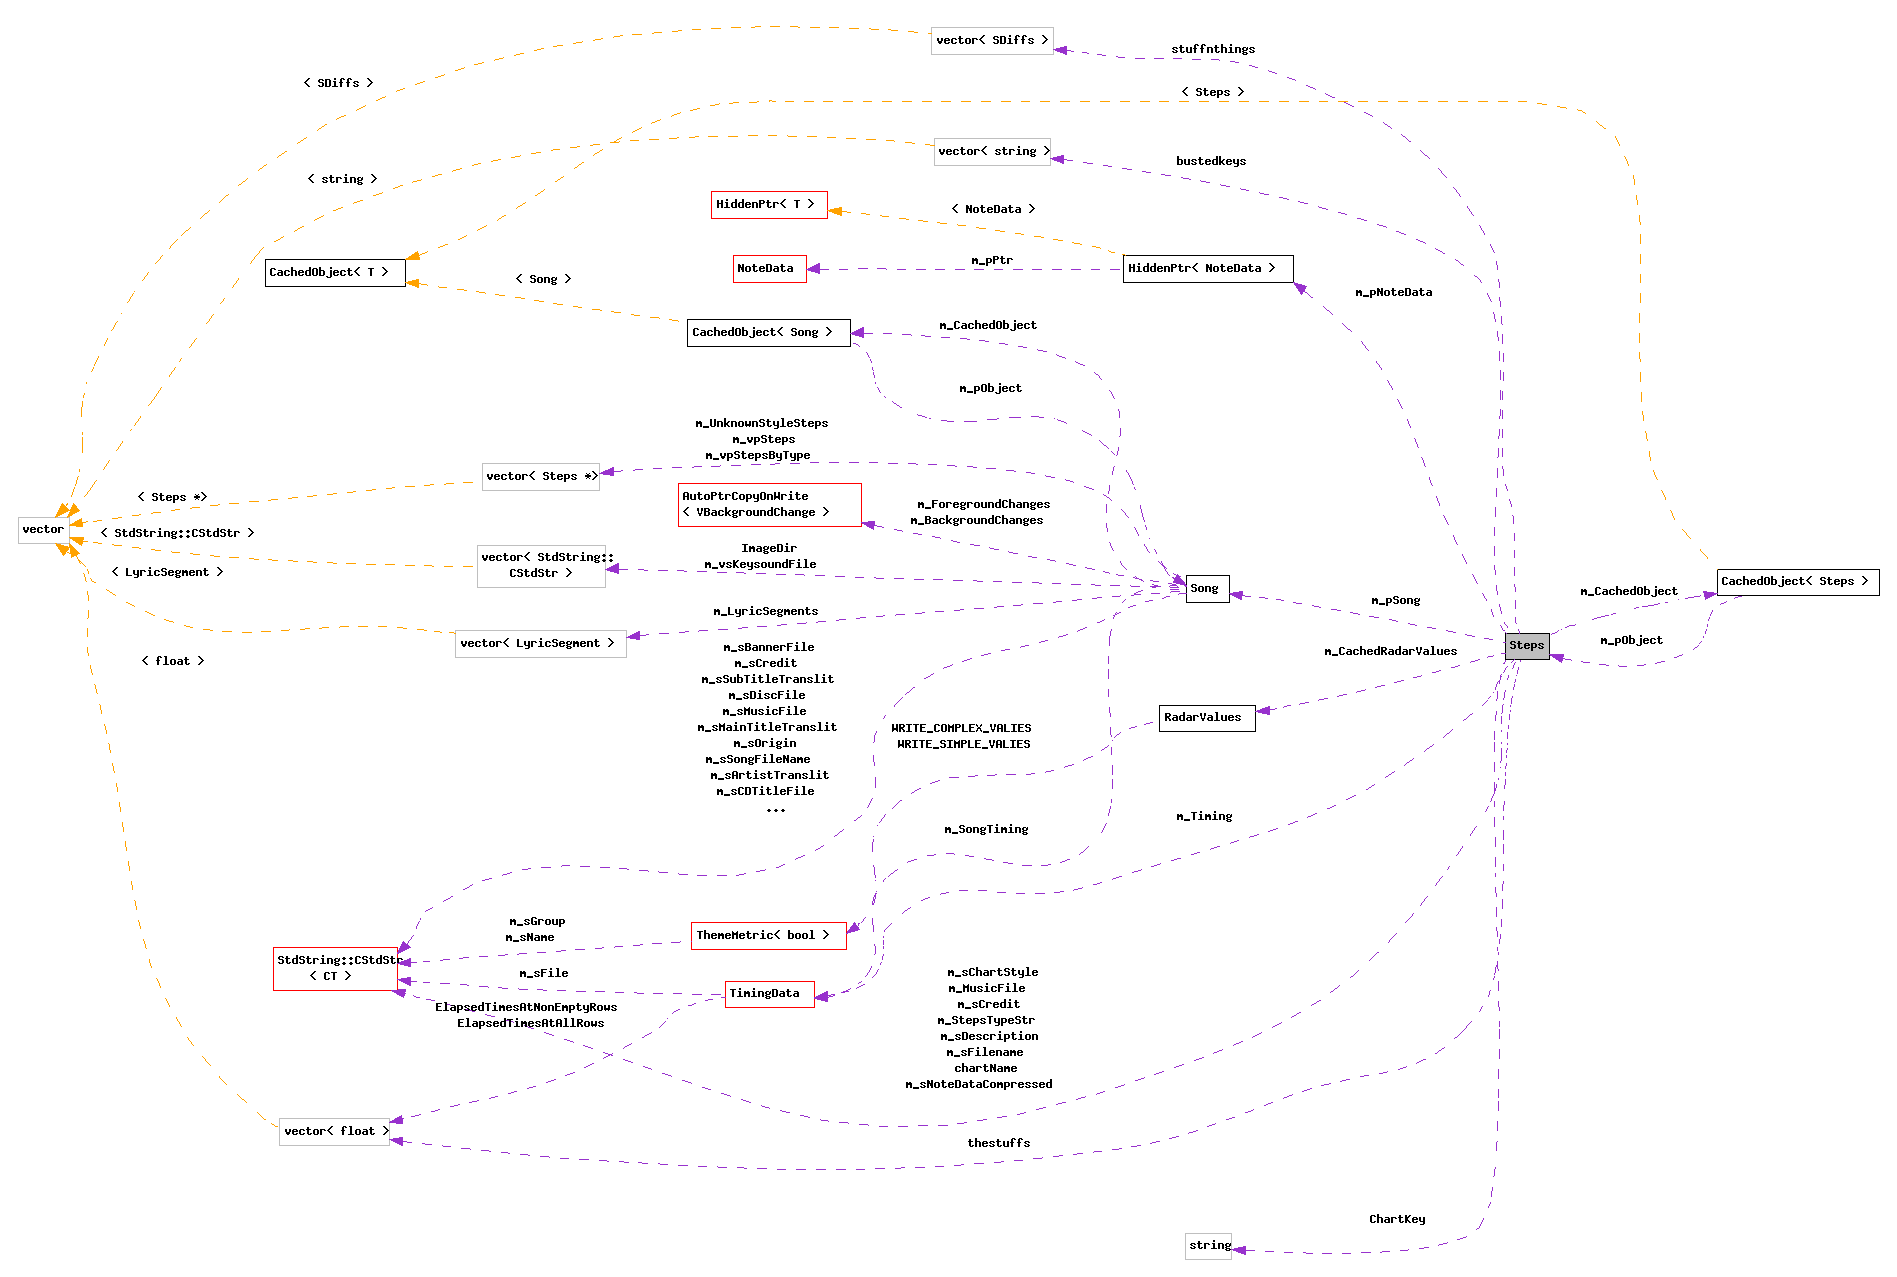 vector< SDiffs >
stuffnthings
< SDiffs >
< Steps >
vector< string >
bustedkeys
< string >
HiddenPtr< T >
< NoteData >
CachedObject< T >
NoteData
m_pPtr
HiddenPtr< NoteData >
< Song >
m_pNoteData
CachedObject< Song >
m_CachedObject
m_pObject
m_UnknownStyleSteps
m_vpSteps
m_vpStepsByType
vector< Steps *>
< Steps *>
AutoPtrCopyOnWrite
< VBackgroundChange >
m_ForegroundChanges
m_BackgroundChanges
vector
< StdString::CStdStr >
vector< StdString::
CStdStr >
ImageDir
m_vsKeysoundFile
< LyricSegment >
Song
m_pSong
m_CachedObject
CachedObject< Steps >
m_LyricSegments
vector< LyricSegment >
Steps
m_pObject
< float >
m_CachedRadarValues
m_sBannerFile
m_sCredit
m_sSubTitleTranslit
m_sDiscFile
m_sMusicFile
m_sMainTitleTranslit
m_sOrigin
m_sSongFileName
m_sArtistTranslit
m_sCDTitleFile
...
RadarValues
WRITE_COMPLEX_VALIES
WRITE_SIMPLE_VALIES
m_Timing
m_SongTiming
m_sGroup
m_sName
ThemeMetric< bool >
StdString::CStdStr
< CT >
m_sFile
TimingData
ElapsedTimesAtNonEmptyRows
ElapsedTimesAtAllRows
m_sChartStyle
m_MusicFile
m_sCredit
m_StepsTypeStr
m_sDescription
m_sFilename
chartName
m_sNoteDataCompressed
vector< float >
thestuffs
ChartKey
string